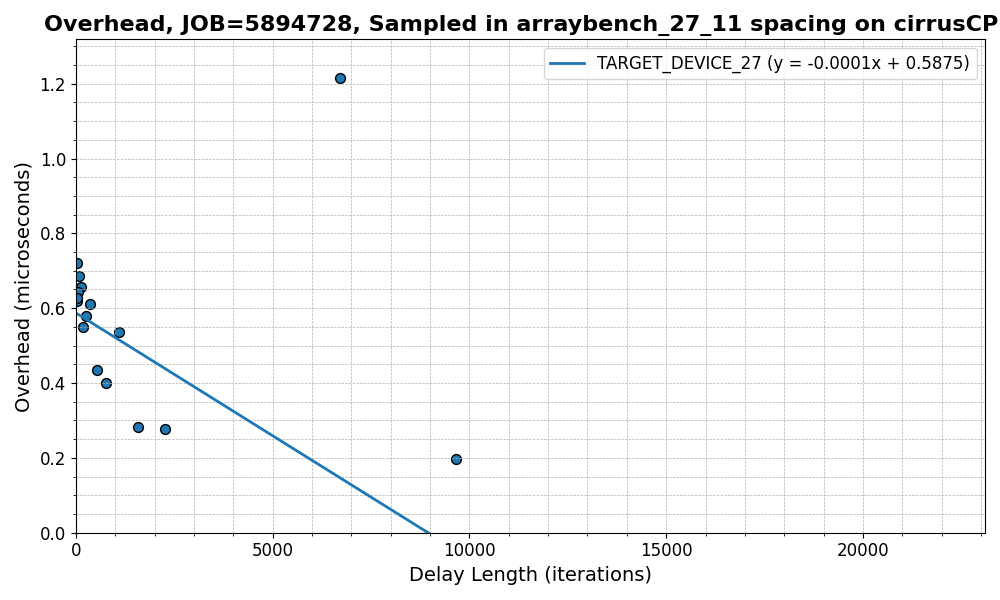 Overhead, JOB=5894728, Sampled in arraybench_27_11 spacing on cirrusCP
TARGET_DEVICE_27 (y = -0.0001x + 0.5875)
Overhead (microseconds)
1.2
1.0
0.8
0.6
0.4
0.2
0.0
0 5000 10000 15000 20000
Delay Length (iterations)